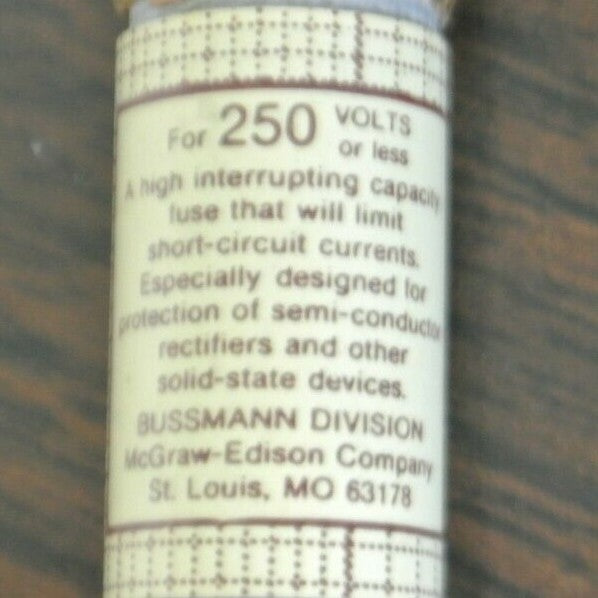 For 250 VOLTS
or less
A high interrupting capacity
fuse that will limit
short-circuit currents.
Especially designed for
protection of semi-conductor
rectifiers and other
solid-state devices.
BUSSMANN DIVISION
McGraw-Edison Company
St. Louis, MO 63178